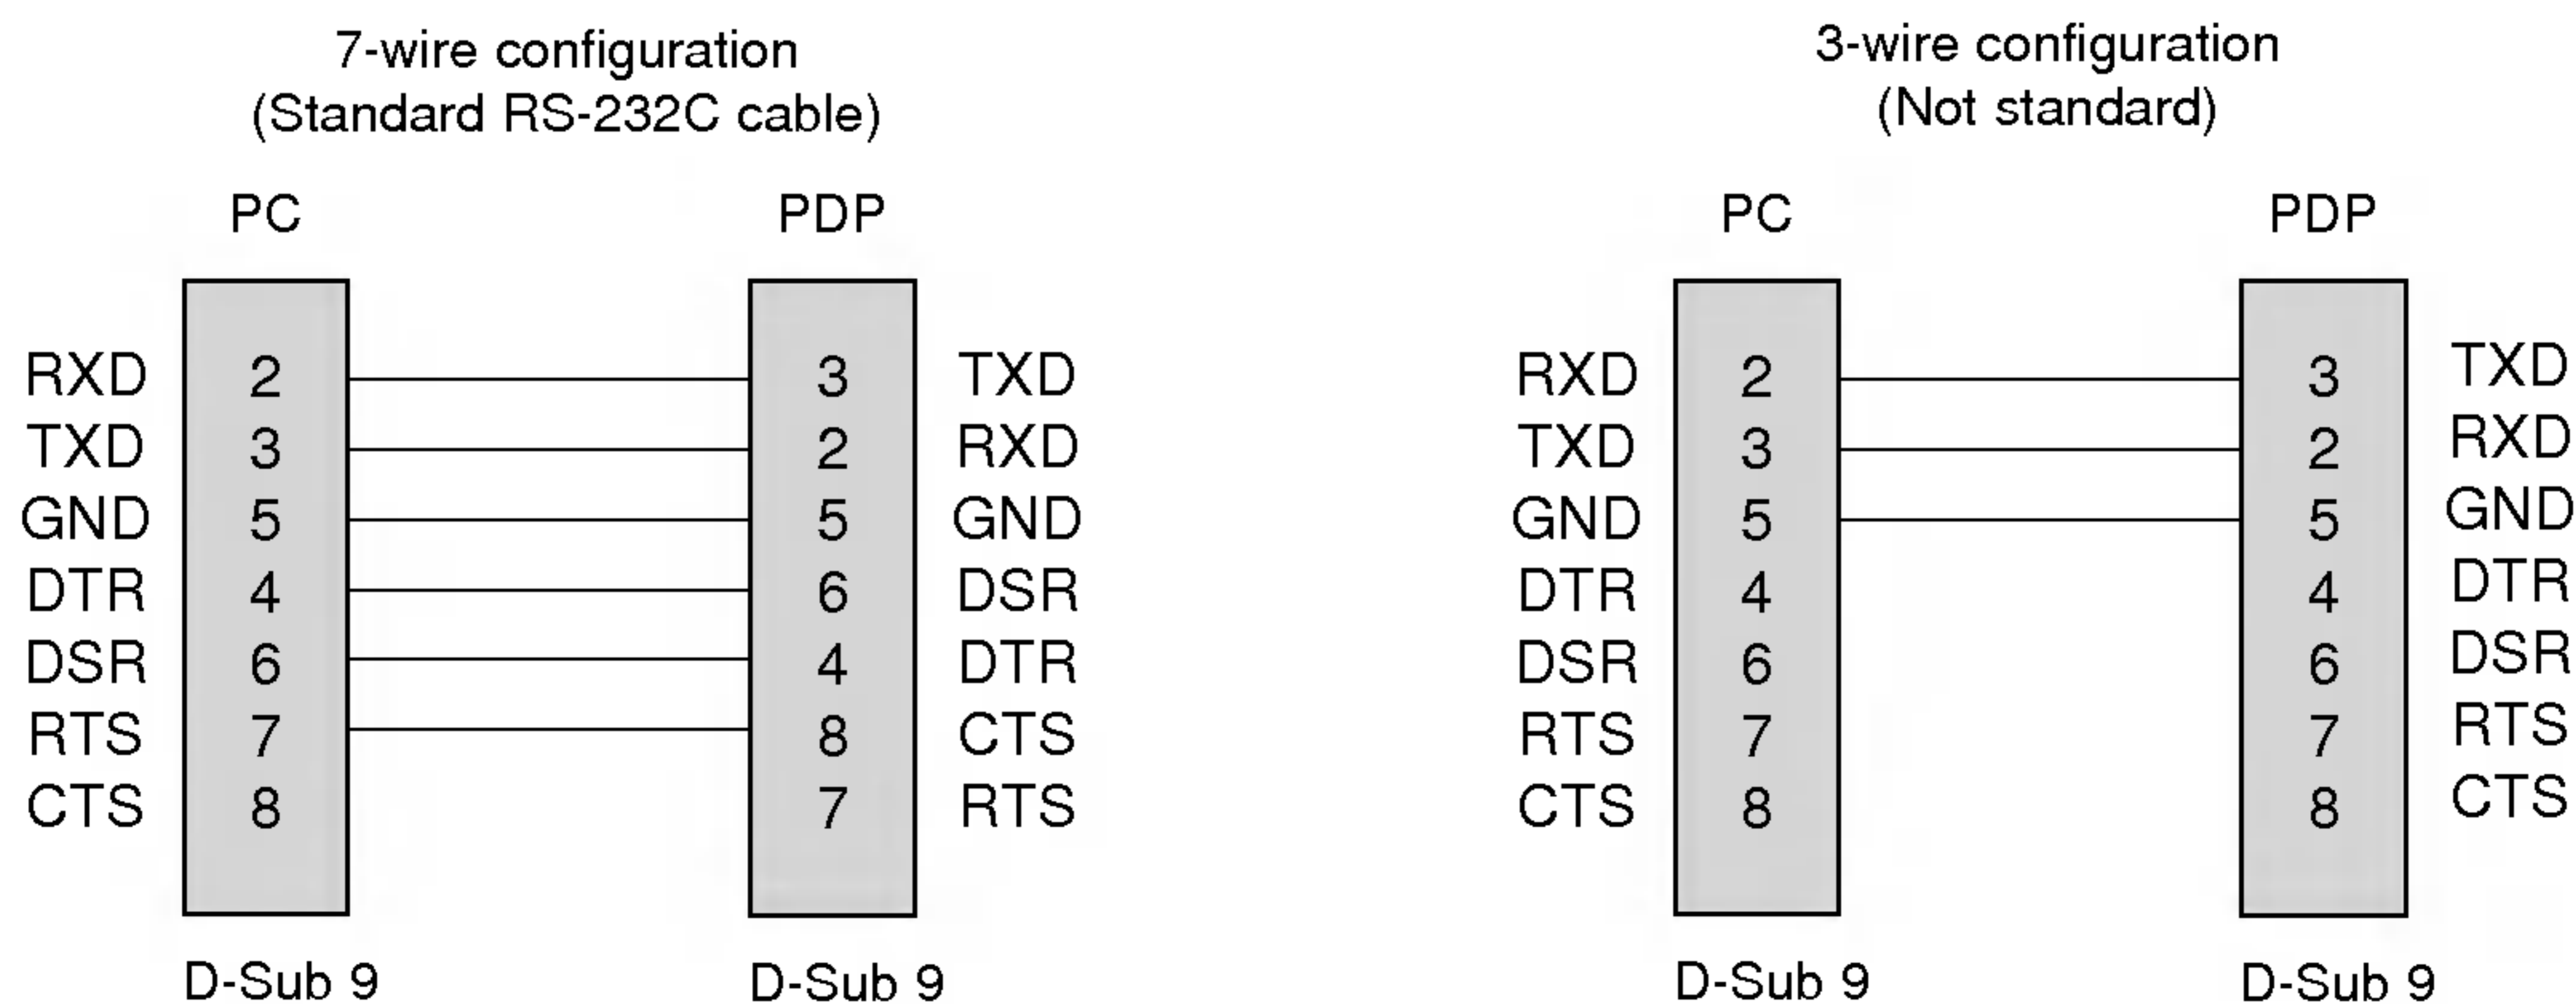 7-wire configuration
(Standard RS-232C cable)
PC PDP
RXD 2 3 TXD
TXD 3 2 RXD
GND 5 5 GND
DTR 4 6 DSR
DSR 6 4 DTR
RTS 7 8 CTS
CTS 8 7 RTS
D-Sub 9 D-Sub 9
3-wire configuration
(Not standard)
PC PDP
RXD 2 3 TXD
TXD 3 2 RXD
GND 5 5 GND
DTR 4 4 DTR
DSR 6 6 DSR
RTS 7 7 RTS
CTS 8 8 CTS
D-Sub 9 D-Sub 9